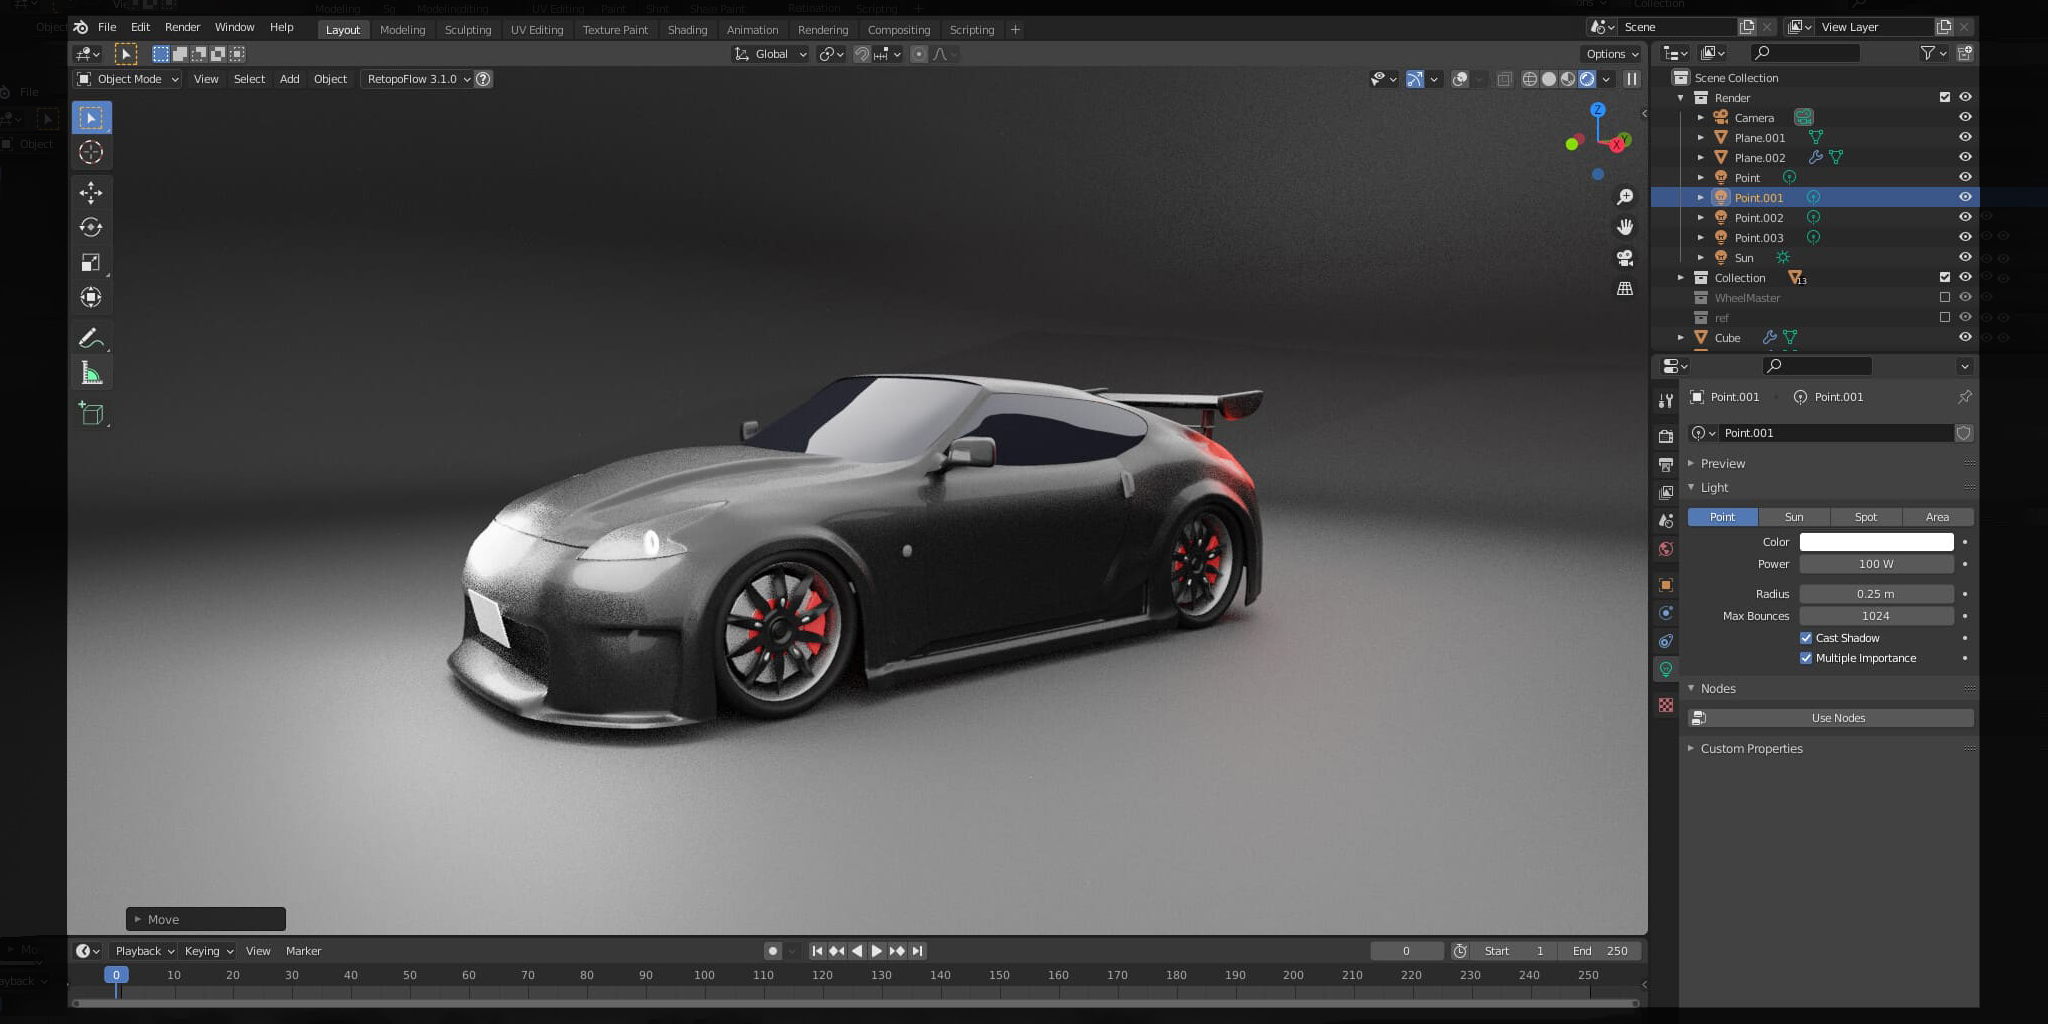 File Edit Render Window Help Layout Modeling Sculpting UV Editing Texture Paint Shading Animation Rendering Compositing Scripting + Scene View Layer
Global Options
Object Mode View Select Add Object RetopoFlow 3.1.0 ?
Z
Y
X
Scene Collection
Render
Camera
Plane.001
Plane.002
Point
Point.001
Point.002
Point.003
Sun
Collection 13
WheelMaster
ref
Cube
Point.001 Point.001
Point.001
Preview
Light
Point Sun Spot Area
Color
Power 100 W
Radius 0.25 m
Max Bounces 1024
Cast Shadow
Multiple Importance
Nodes
Use Nodes
Custom Properties
Move
Playback Keying View Marker 0 Start 1 End 250
0 10 20 30 40 50 60 70 80 90 100 110 120 130 140 150 160 170 180 190 200 210 220 230 240 250
File
Object